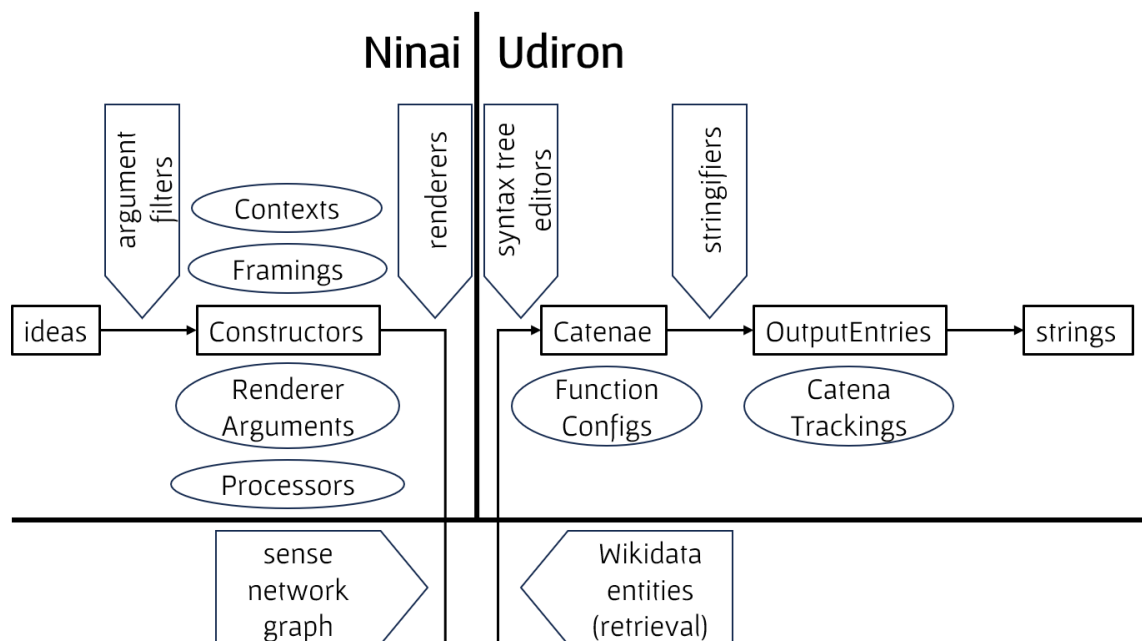 Ninai
Udiron
argument
filters
renderers
syntax tree
editors
stringifiers
Contexts
Framings
ideas
Constructors
Catenae
OutputEntries
strings
Renderer
Arguments
Function
Configs
Catena
Trackings
Processors
sense
network
graph
Wikidata
entities
(retrieval)